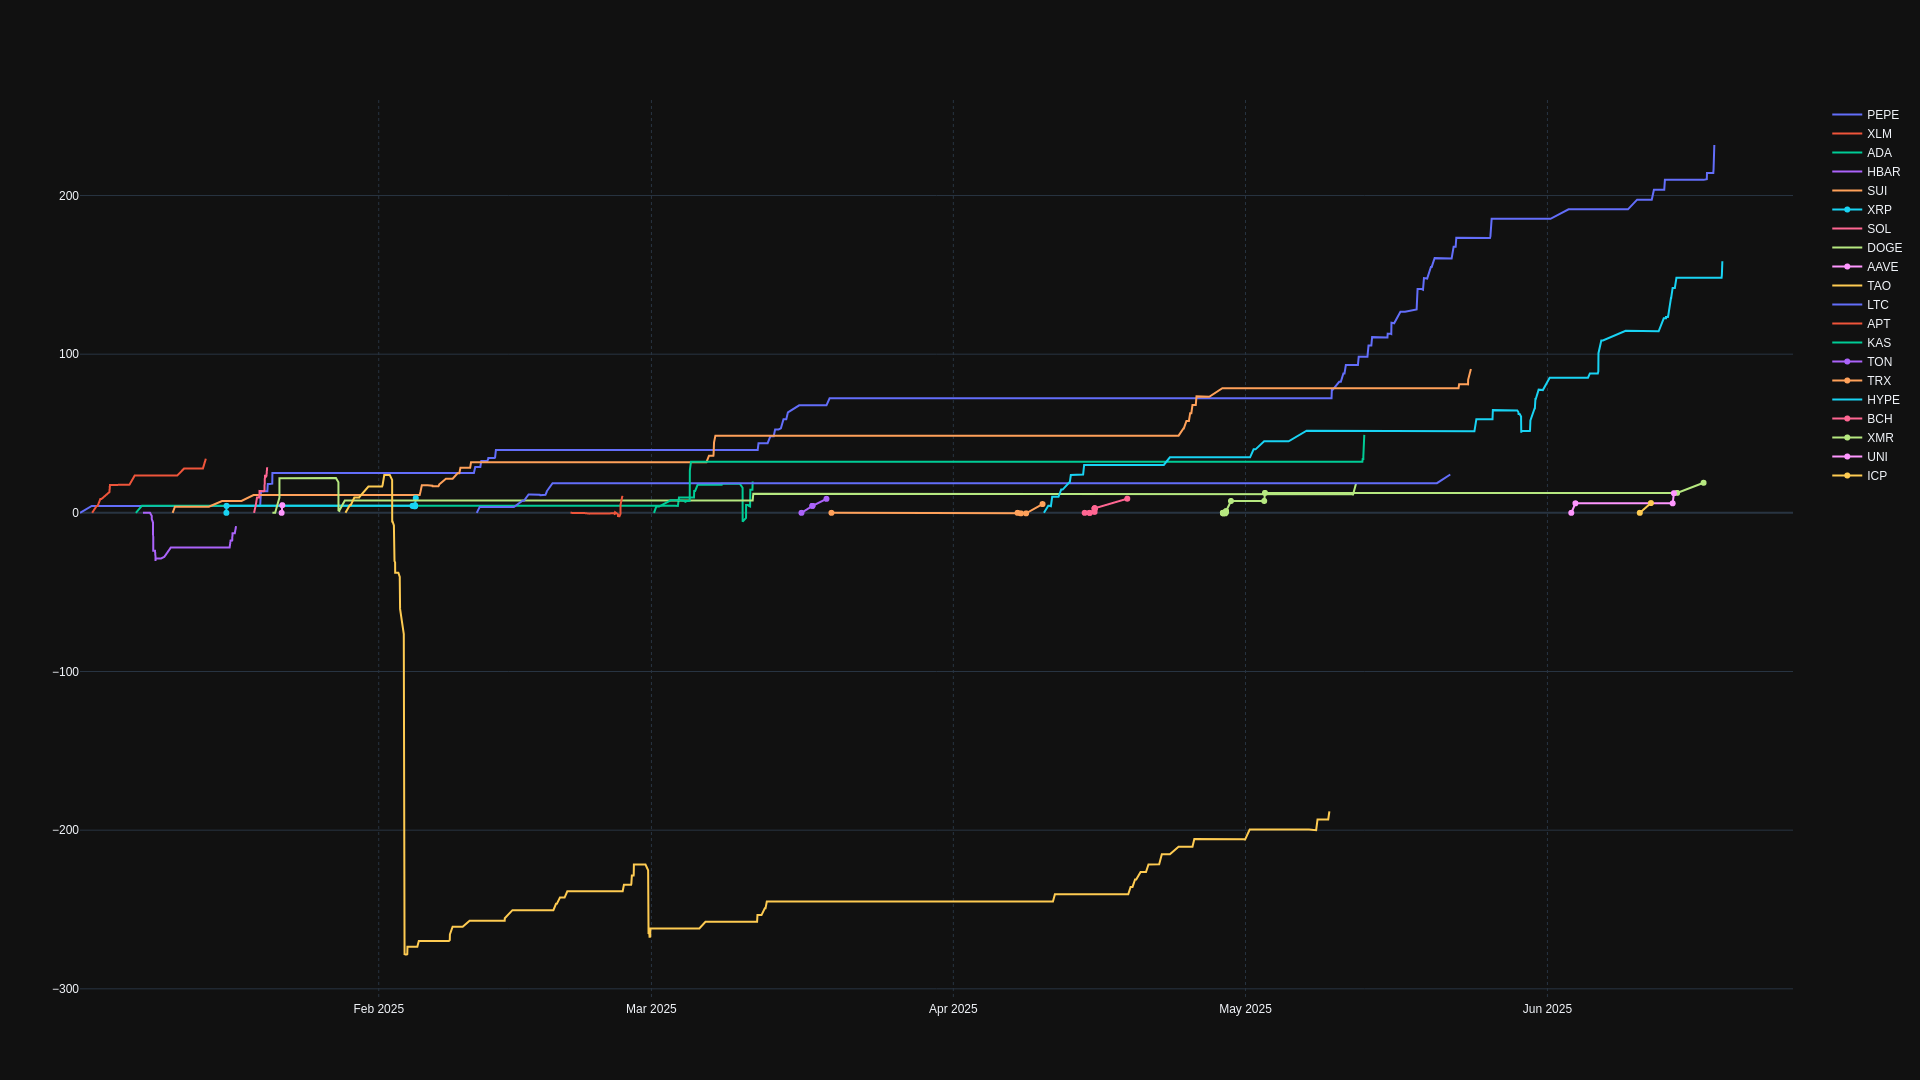 200
100
0
−100
−200
−300
Feb 2025
Mar 2025
Apr 2025
May 2025
Jun 2025
PEPE
XLM
ADA
HBAR
SUI
XRP
SOL
DOGE
AAVE
TAO
LTC
APT
KAS
TON
TRX
HYPE
BCH
XMR
UNI
ICP